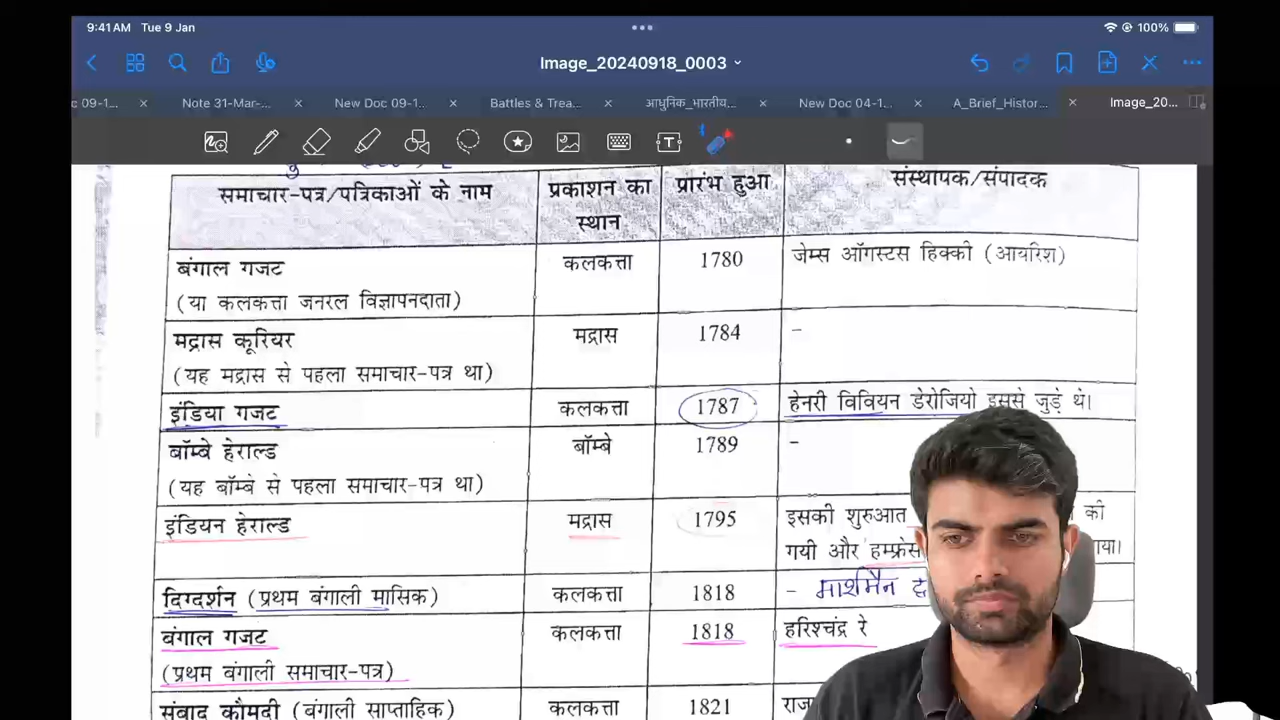 9:41 AM Tue 9 Jan
100%
Image_20240918_0003
c 09-1...
Note 31-Mar-...
New Doc 09-1...
Battles & Trea...
आधुनिक_भारतीय...
New Doc 04-1...
A_Brief_Histor...
Image_20...
समाचार-पत्र/पत्रिकाओं के नाम
प्रकाशन का स्थान
प्रारंभ हुआ
संस्थापक/संपादक
बंगाल गजट
कलकत्ता
1780
जेम्स ऑगस्टस हिक्की (आयरिश)
(या कलकत्ता जनरल विज्ञापनदाता)
मद्रास कूरियर
मद्रास
1784
-
(यह मद्रास से पहला समाचार-पत्र था)
इंडिया गजट
कलकत्ता
1787
हेनरी विवियन डेरोजियो इससे जुड़े थे।
बॉम्बे हेराल्ड
बॉम्बे
1789
-
(यह बॉम्बे से पहला समाचार-पत्र था)
इंडियन हेराल्ड
मद्रास
1795
इसकी शुरुआत
की
गयी और हम्फ्रेस
दिग्दर्शन (प्रथम बंगाली मासिक)
कलकत्ता
1818
- मार्शमैन
बंगाल गजट
कलकत्ता
1818
हरिश्चंद्र रे
(प्रथम बंगाली समाचार-पत्र)
संवाद कौमुदी (बंगाली साप्ताहिक)
कलकत्ता
1821